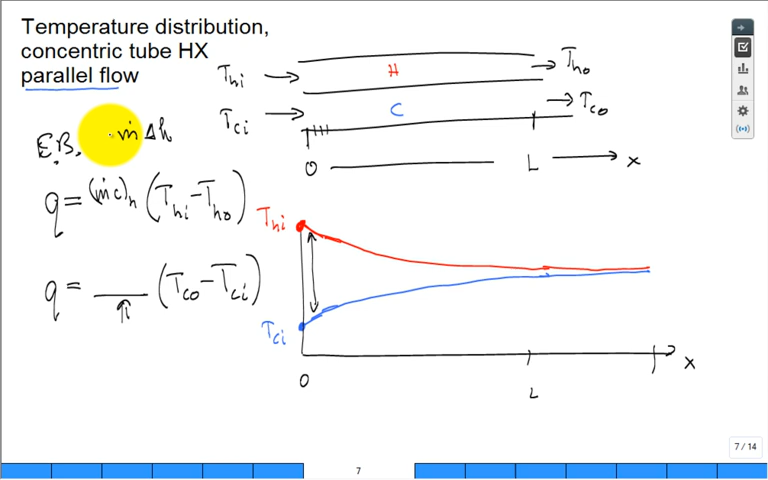 Temperature distribution,
concentric tube HX
parallel flow
Thi
H
Tho
Tci
C
Tco
0
L
x
E.B. ṁ Δh
q = (ṁc)h (Thi - Tho)
q = ___ (Tco - Tci)
Thi
Tci
0
L
x
7 / 14
7